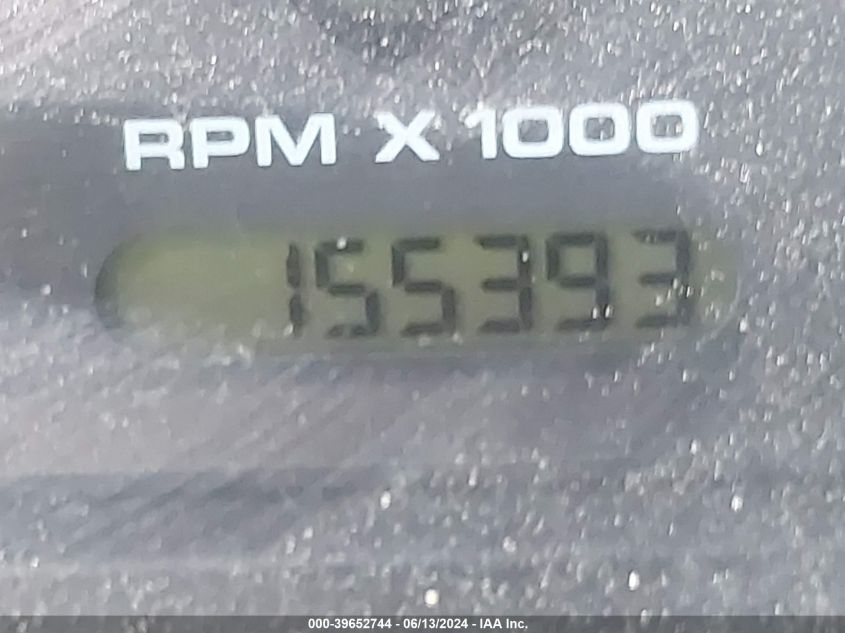 RPM X 1000
155393
000-39652744 - 06/13/2024 - IAA Inc.